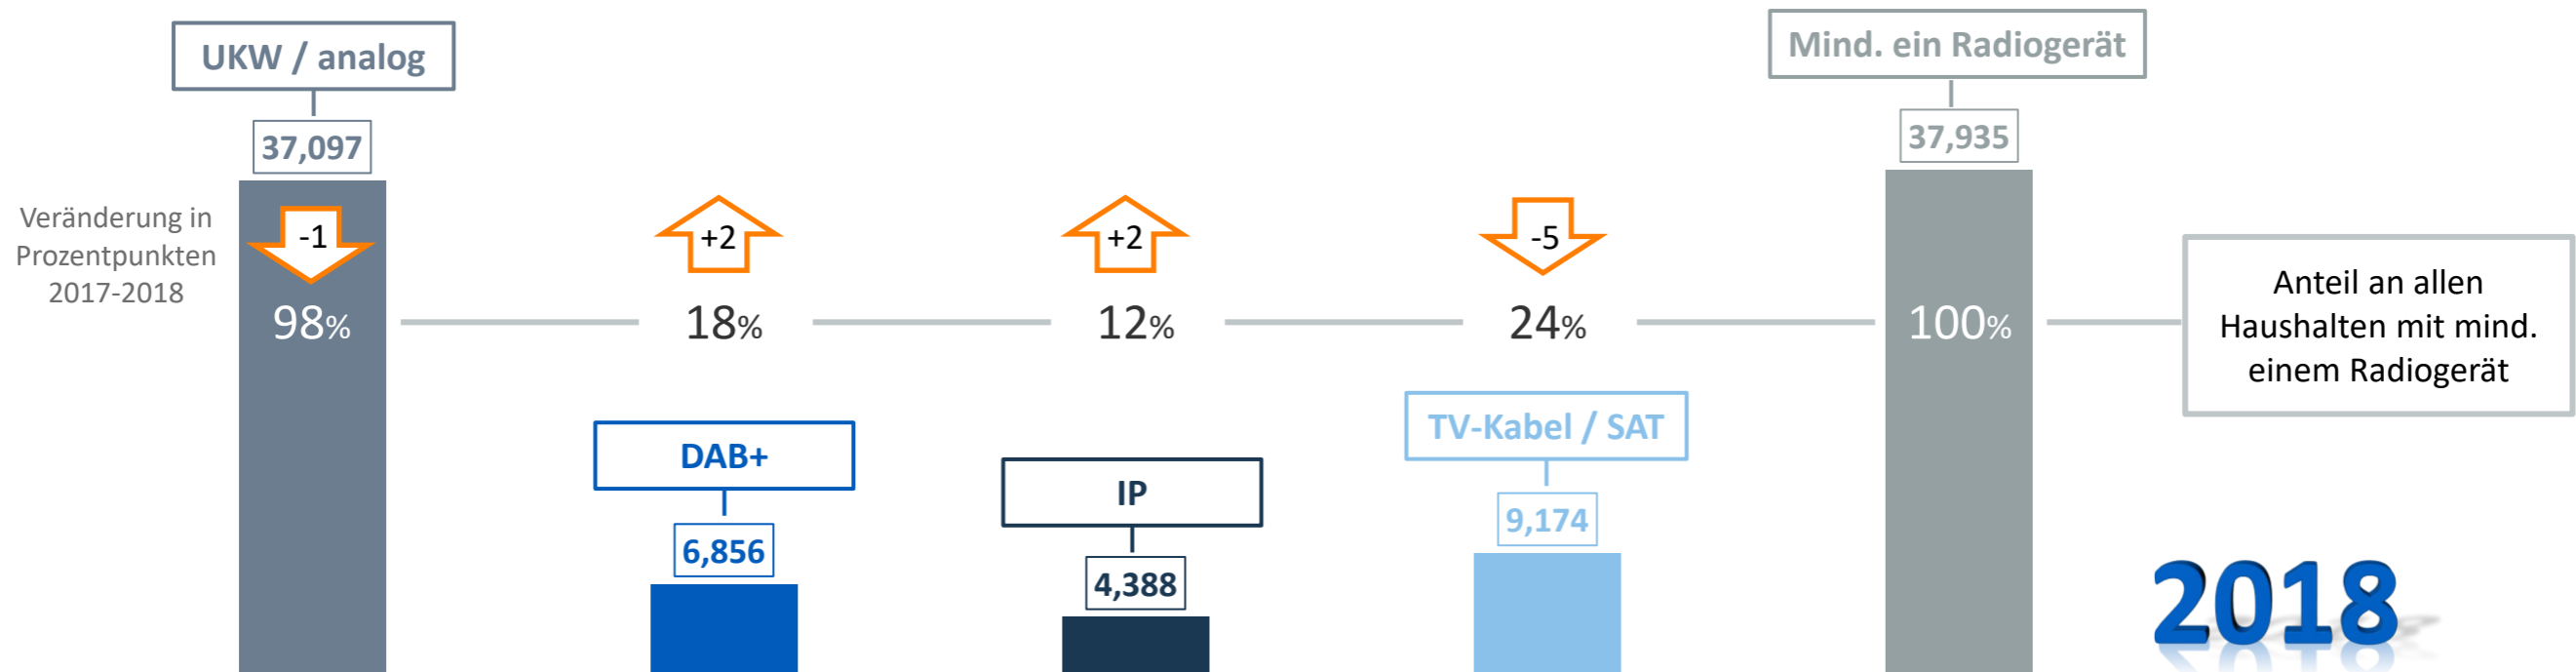 UKW / analog
37,097
Veränderung in
Prozentpunkten
2017-2018
-1
98%
+2
18%
DAB+
6,856
+2
12%
IP
4,388
-5
24%
TV-Kabel / SAT
9,174
Mind. ein Radiogerät
37,935
100%
Anteil an allen
Haushalten mit mind.
einem Radiogerät
2018